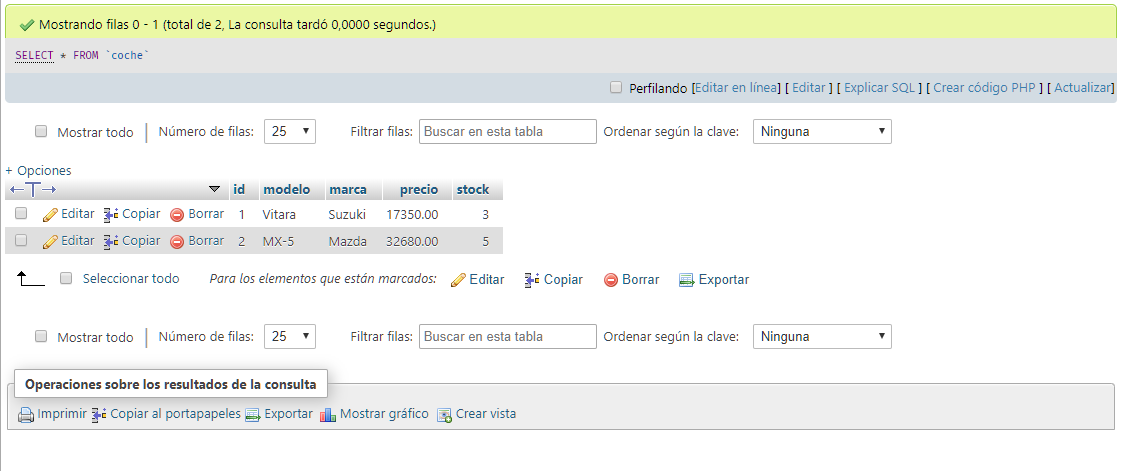 Mostrando filas 0 - 1 (total de 2, La consulta tardó 0,0000 segundos.)
SELECT * FROM `coche`
Perfilando [Editar en línea] [ Editar ] [ Explicar SQL ] [ Crear código PHP ] [ Actualizar]
Mostrar todo | Número de filas: 25 Filtrar filas: Buscar en esta tabla Ordenar según la clave: Ninguna
+ Opciones
←T→ id modelo marca precio stock
Editar Copiar Borrar 1 Vitara Suzuki 17350.00 3
Editar Copiar Borrar 2 MX-5 Mazda 32680.00 5
Seleccionar todo Para los elementos que están marcados: Editar Copiar Borrar Exportar
Mostrar todo | Número de filas: 25 Filtrar filas: Buscar en esta tabla Ordenar según la clave: Ninguna
Operaciones sobre los resultados de la consulta
Imprimir Copiar al portapapeles Exportar Mostrar gráfico Crear vista